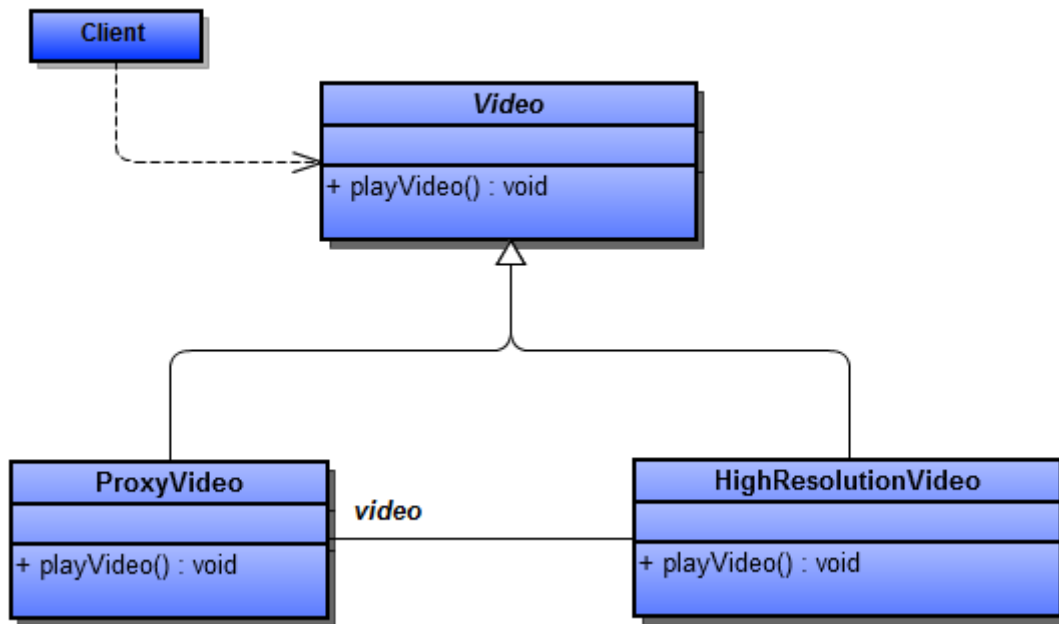 Client
Video
+ playVideo() : void
ProxyVideo
+ playVideo() : void
video
HighResolutionVideo
+ playVideo() : void